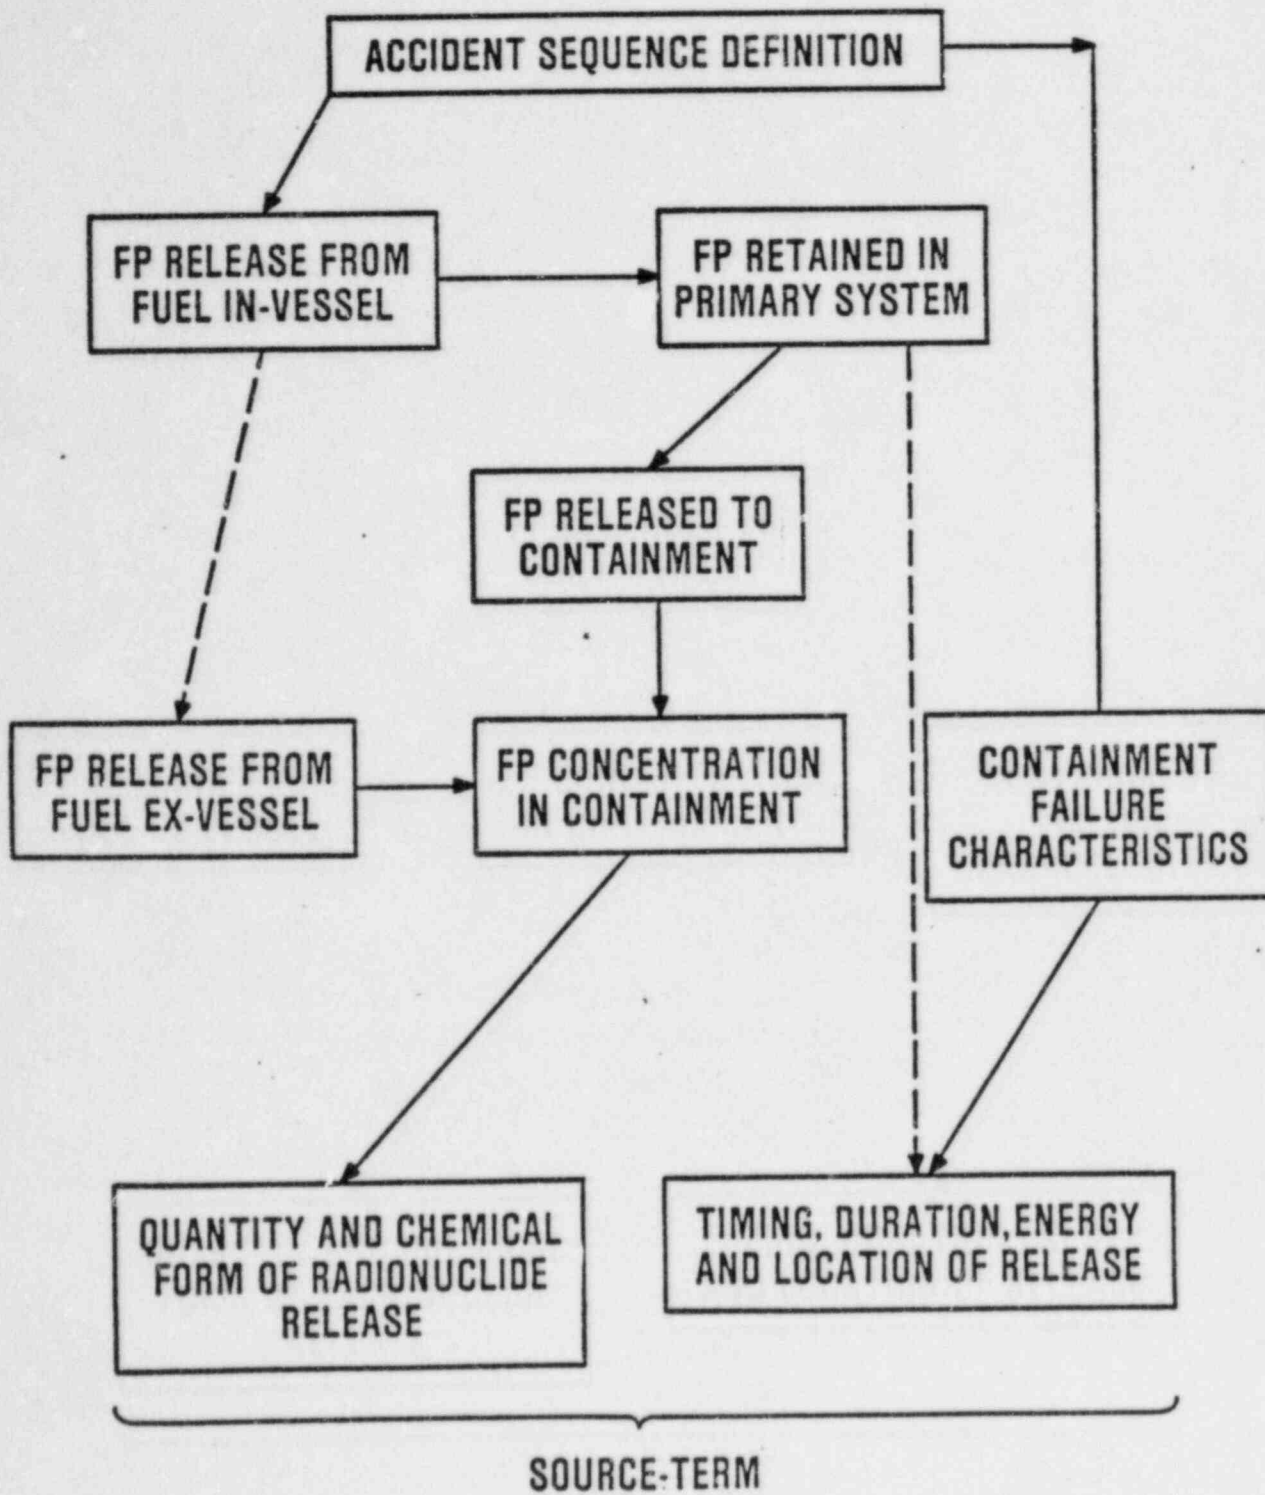 ACCIDENT SEQUENCE DEFINITION
FP RELEASE FROM
FUEL IN-VESSEL
FP RETAINED IN
PRIMARY SYSTEM
FP RELEASED TO
CONTAINMENT
FP RELEASE FROM
FUEL EX-VESSEL
FP CONCENTRATION
IN CONTAINMENT
CONTAINMENT
FAILURE
CHARACTERISTICS
QUANTITY AND CHEMICAL
FORM OF RADIONUCLIDE
RELEASE
TIMING, DURATION,ENERGY
AND LOCATION OF RELEASE
SOURCE-TERM